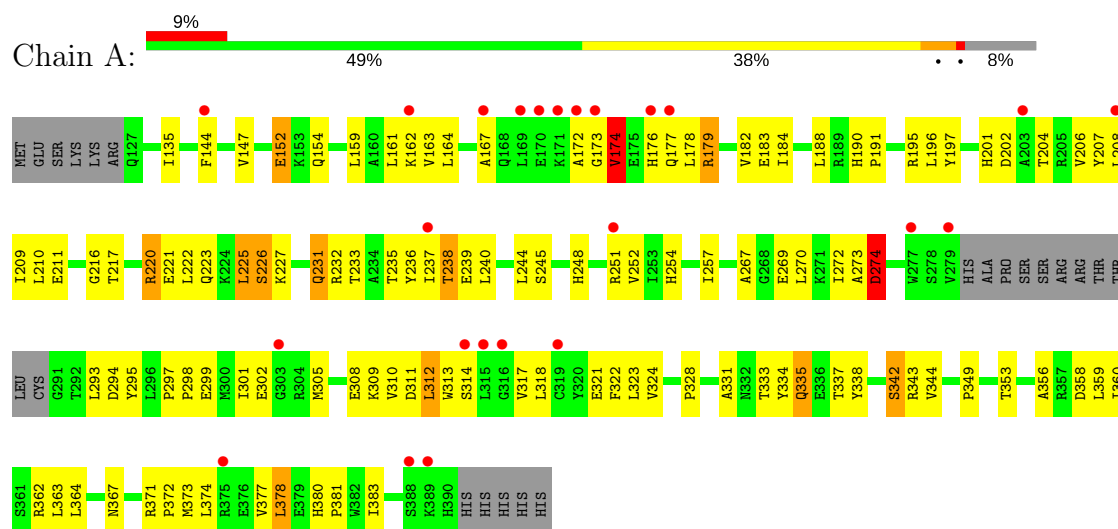 9%
Chain A:
49% 38% • • 8%
MET GLU SER LYS LYS ARG Q127 I135 F144 V147 E152 K153 Q154 L159 A160 L161 K162 V163 L164 A167 Q168 L169 E170 K171 A172 G173 V174 E175 H176 Q177 L178 R179 V182 E183 I184 L188 R189 H190 P191 R195 L196 Y197 H201 D202 A203 T204 R205 V206 Y207 L208
I209 L210 E211 G216 T217 R220 E221 L222 Q223 K224 L225 S226 K227 Q231 R232 T233 A234 T235 Y236 I237 T238 E239 L240 L244 S245 H248 R251 V252 I253 H254 I257 A267 G268 E269 L270 K271 I272 A273 D274 W277 S278 V279 HIS ALA PRO SER SER ARG ARG THR THR
LEU CYS G291 T292 L293 D294 Y295 L296 P297 P298 E299 M300 I301 E302 G303 R304 M305 E308 K309 V310 D311 L312 W313 S314 L315 G316 V317 L318 C319 Y320 E321 F322 L323 V324 P328 A331 N332 T333 Y334 Q335 E336 T337 Y338 S342 R343 V344 P349 T353 A356 R357 D358 L359 I360
S361 R362 L363 L364 N367 R371 P372 M373 L374 R375 E376 V377 L378 E379 H380 P381 W382 I383 S388 K389 H390 HIS HIS HIS HIS HIS